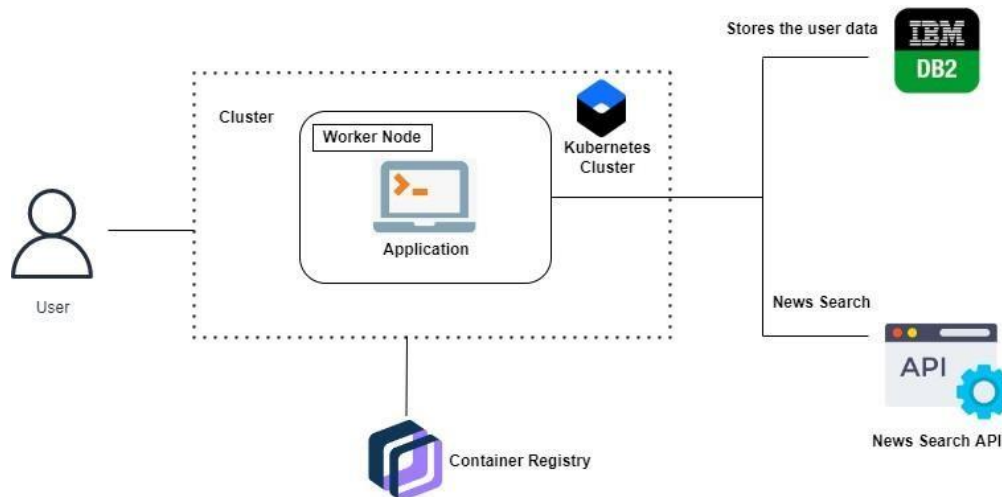 Stores the user data
IBM
DB2
Cluster
Worker Node
Kubernetes
Cluster
Application
User
News Search
API
News Search API
Container Registry